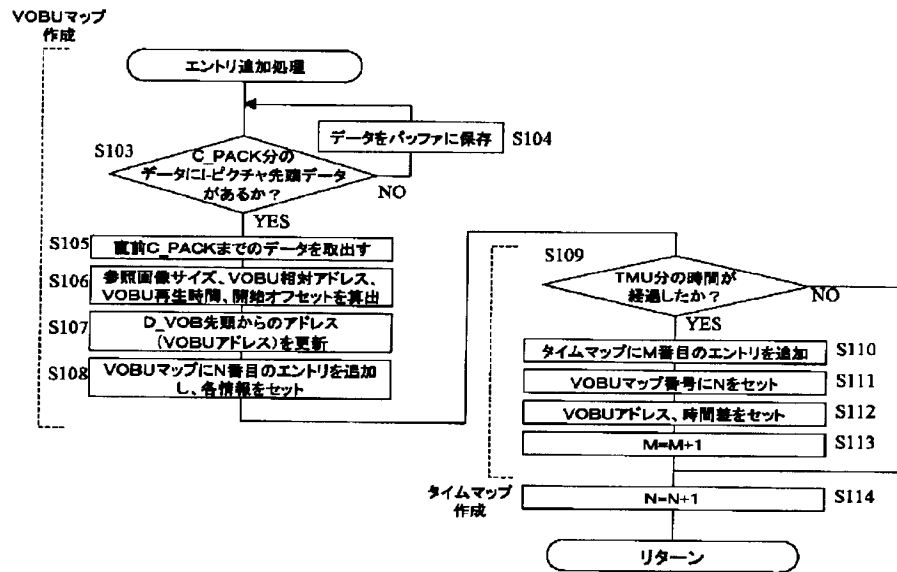 VOBUマップ
作成
エントリ追加処理
データをバッファに保存
S104
S103
C_PACK分の
データにI-ピクチャ先頭データ
があるか？
NO
YES
S105
直前C_PACKまでのデータを取出す
S106
参照画像サイズ、VOBU相対アドレス、
VOBU再生時間、開始オフセットを算出
S107
D_VOB先頭からのアドレス
(VOBUアドレス)を更新
S108
VOBUマップにN番目のエントリを追加
し、各情報をセット
S109
TMU分の時間が
経過したか？
NO
YES
タイムマップにM番目のエントリを追加
S110
VOBUマップ番号にNをセット
S111
VOBUアドレス、時間差をセット
S112
M=M+1
S113
タイムマップ
作成
N=N+1
S114
リターン